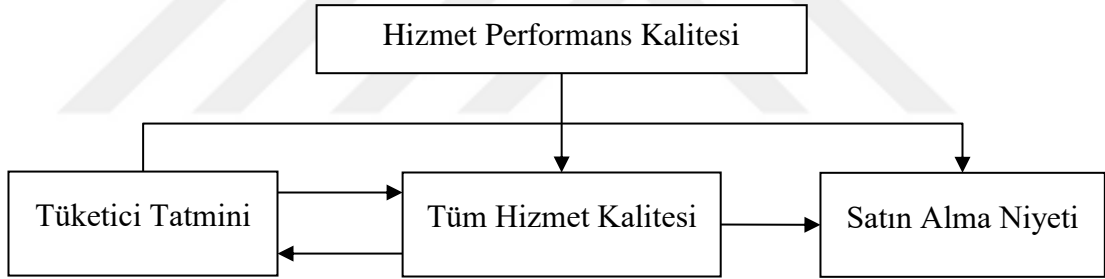 Hizmet Performans Kalitesi
Tüketici Tatmini
Tüm Hizmet Kalitesi
Satın Alma Niyeti